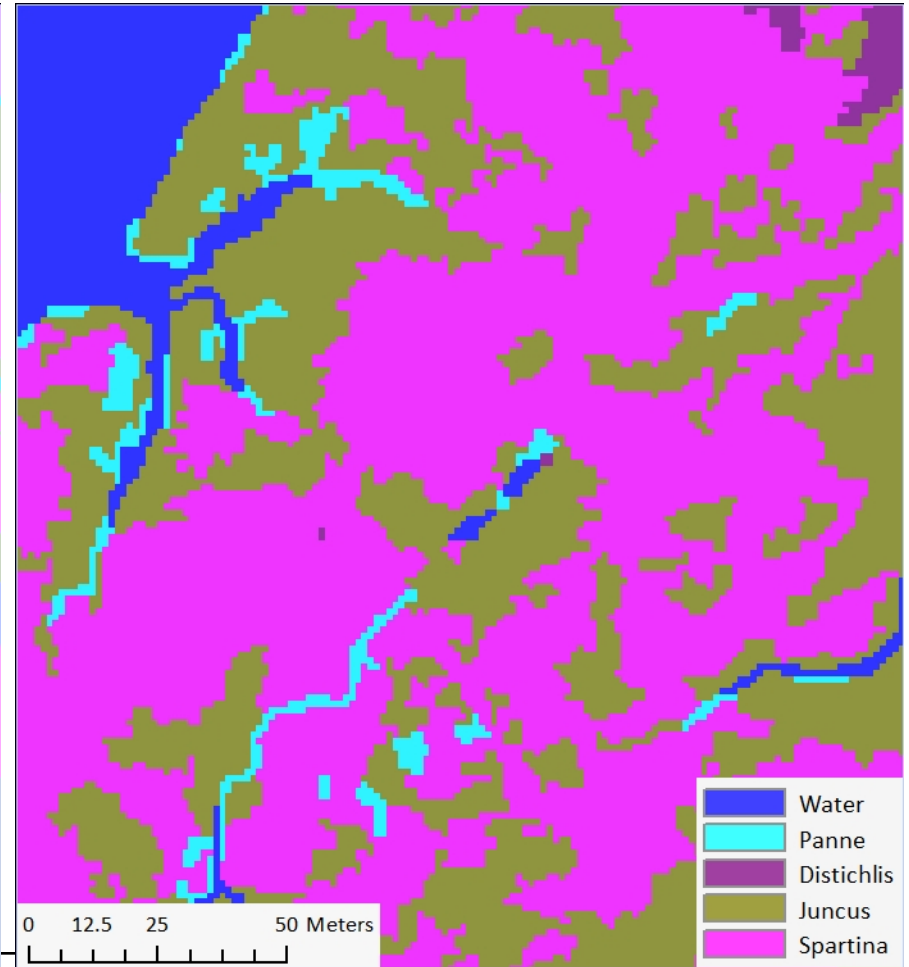 Water
Panne
Distichlis
Juncus
Spartina
0 12.5 25 50 Meters